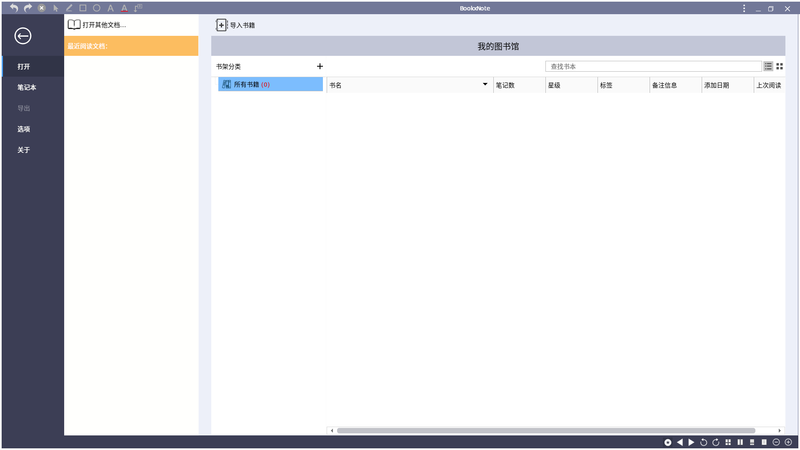 BookxNote
打开其他文档...
导入书籍
最近阅读文档:
我的图书馆
打开
书架分类
查找书本
笔记本
所有书籍 (0)
书名
笔记数
星级
标签
备注信息
添加日期
上次阅读
导出
选项
关于